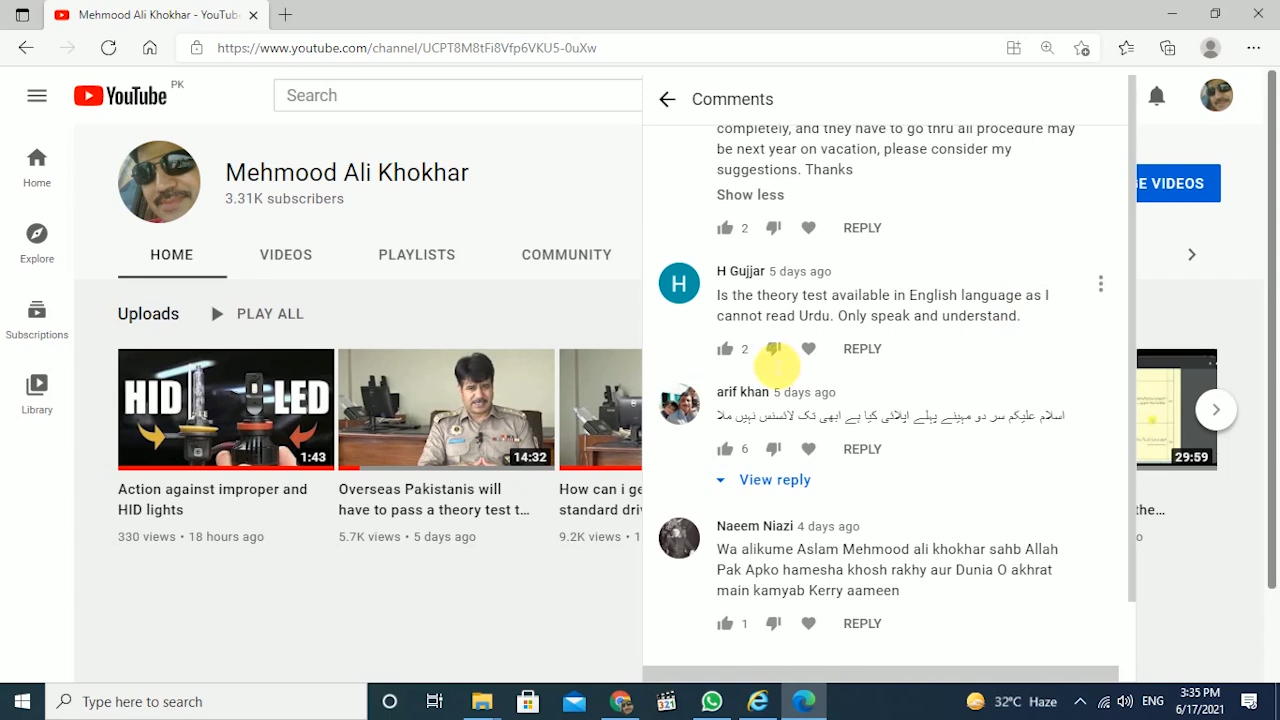 Mehmood Ali Khokhar - YouTube
https://www.youtube.com/channel/UCPT8M8tFi8Vfp6VKU5-0uXw
YouTube PK
Search
Home
Explore
Subscriptions
Library
Mehmood Ali Khokhar
3.31K subscribers
HOME VIDEOS PLAYLISTS COMMUNITY
Uploads PLAY ALL
HID LED
1:43
14:32
29:59
Action against improper and
HID lights
330 views • 18 hours ago
Overseas Pakistanis will
have to pass a theory test t...
5.7K views • 5 days ago
How can i ge
standard dri
9.2K views • 1
the...
VIDEOS
Comments
completely, and they have to go thru all procedure may
be next year on vacation, please consider my
suggestions. Thanks
Show less
2 REPLY
H
H Gujjar 5 days ago
Is the theory test available in English language as I
cannot read Urdu. Only speak and understand.
2 REPLY
arif khan 5 days ago
اسلام علیکم سر دو مہینے پہلے اپلائی کیا ہے ابھی تک لائسنس نہیں ملا
6 REPLY
View reply
Naeem Niazi 4 days ago
Wa alikume Aslam Mehmood ali khokhar sahb Allah
Pak Apko hamesha khosh rakhy aur Dunia O akhrat
main kamyab Kerry aameen
1 REPLY
Type here to search
321
32°C Haze
ENG
3:35 PM
6/17/2021